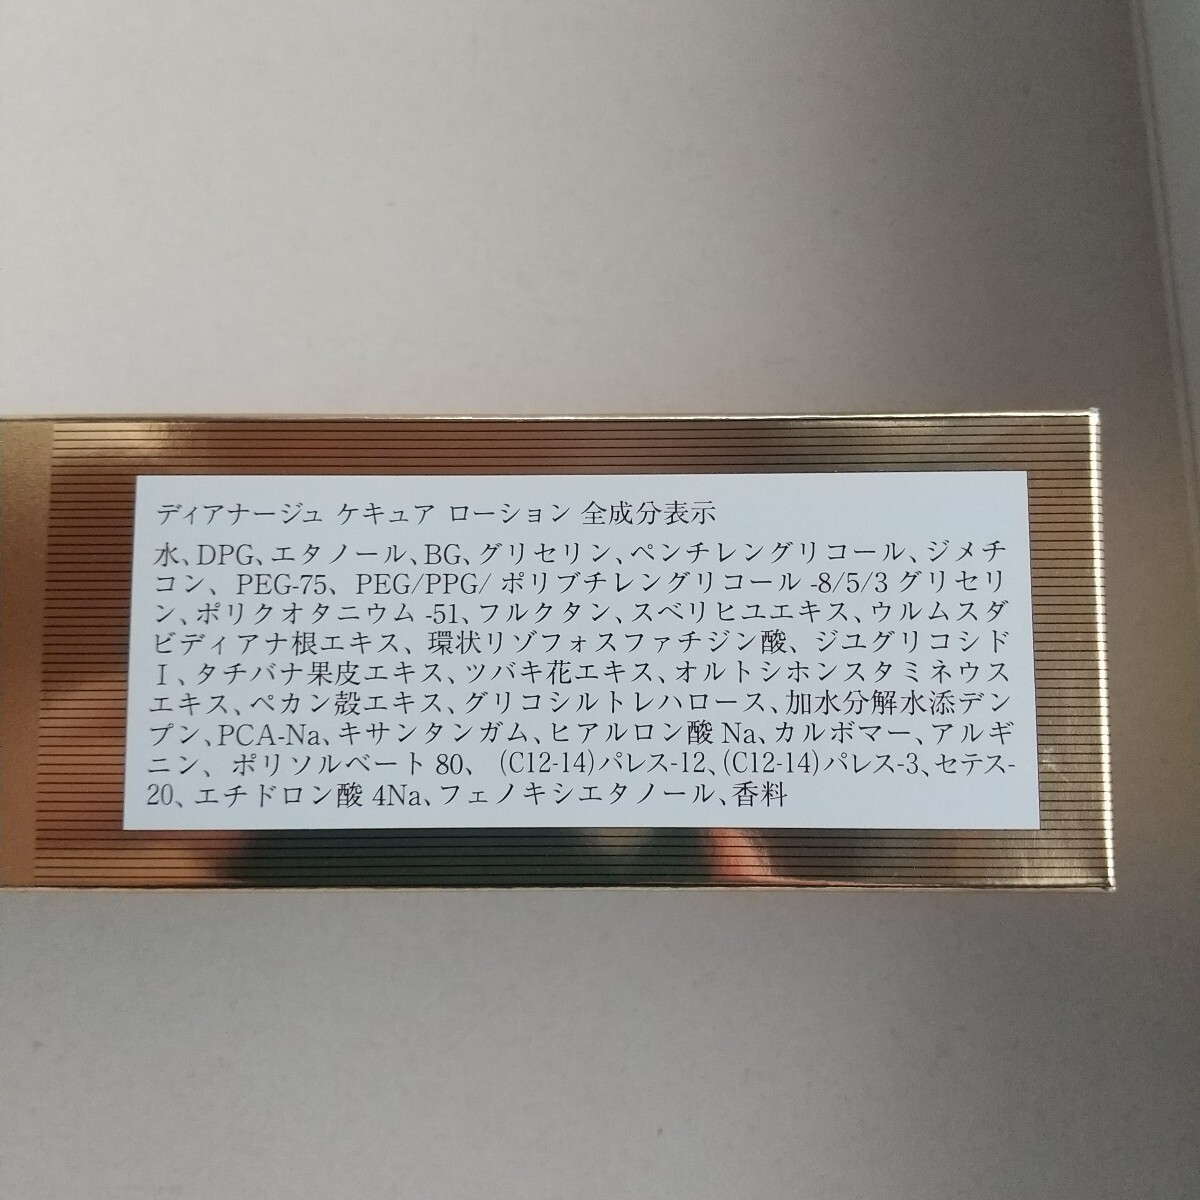 ディアナージュ ケキュア ローション 全成分表示
水、DPG、エタノール、BG、グリセリン、ペンチレングリコール、ジメチ
コン、PEG-75、PEG/PPG/ポリブチレングリコール-8/5/3グリセリ
ン、ポリクオタニウム-51、フルクタン、スベリヒユエキス、ウルムスダ
ビディアナ根エキス、環状リゾフォスファチジン酸、ジユグリコシド
I、タチバナ果皮エキス、ツバキ花エキス、オルトシホンスタミネウス
エキス、ペカン殻エキス、グリコシルトレハロース、加水分解水添デン
プン、PCA-Na、キサンタンガム、ヒアルロン酸Na、カルボマー、アルギ
ニン、ポリソルベート80、(C12-14)パレス-12、(C12-14)パレス-3、セテス-
20、エチドロン酸4Na、フェノキシエタノール、香料